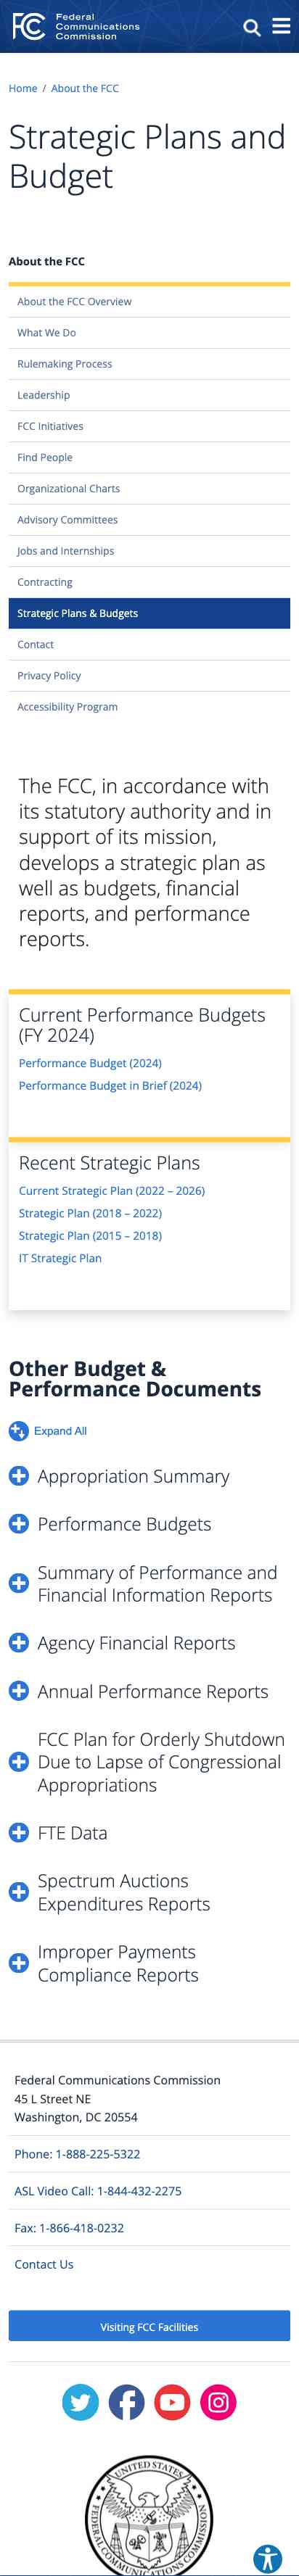 FC
Federal
Communications
Commission
Home / About the FCC
Strategic Plans and
Budget
About the FCC
About the FCC Overview
What We Do
Rulemaking Process
Leadership
FCC Initiatives
Find People
Organizational Charts
Advisory Committees
Jobs and Internships
Contracting
Strategic Plans & Budgets
Contact
Privacy Policy
Accessibility Program
The FCC, in accordance with
its statutory authority and in
support of its mission,
develops a strategic plan as
well as budgets, financial
reports, and performance
reports.
Current Performance Budgets
(FY 2024)
Performance Budget (2024)
Performance Budget in Brief (2024)
Recent Strategic Plans
Current Strategic Plan (2022 – 2026)
Strategic Plan (2018 – 2022)
Strategic Plan (2015 – 2018)
IT Strategic Plan
Other Budget &
Performance Documents
Expand All
Appropriation Summary
Performance Budgets
Summary of Performance and
Financial Information Reports
Agency Financial Reports
Annual Performance Reports
FCC Plan for Orderly Shutdown
Due to Lapse of Congressional
Appropriations
FTE Data
Spectrum Auctions
Expenditures Reports
Improper Payments
Compliance Reports
Federal Communications Commission
45 L Street NE
Washington, DC 20554
Phone: 1-888-225-5322
ASL Video Call: 1-844-432-2275
Fax: 1-866-418-0232
Contact Us
Visiting FCC Facilities
UNITED STATES
FEDERAL